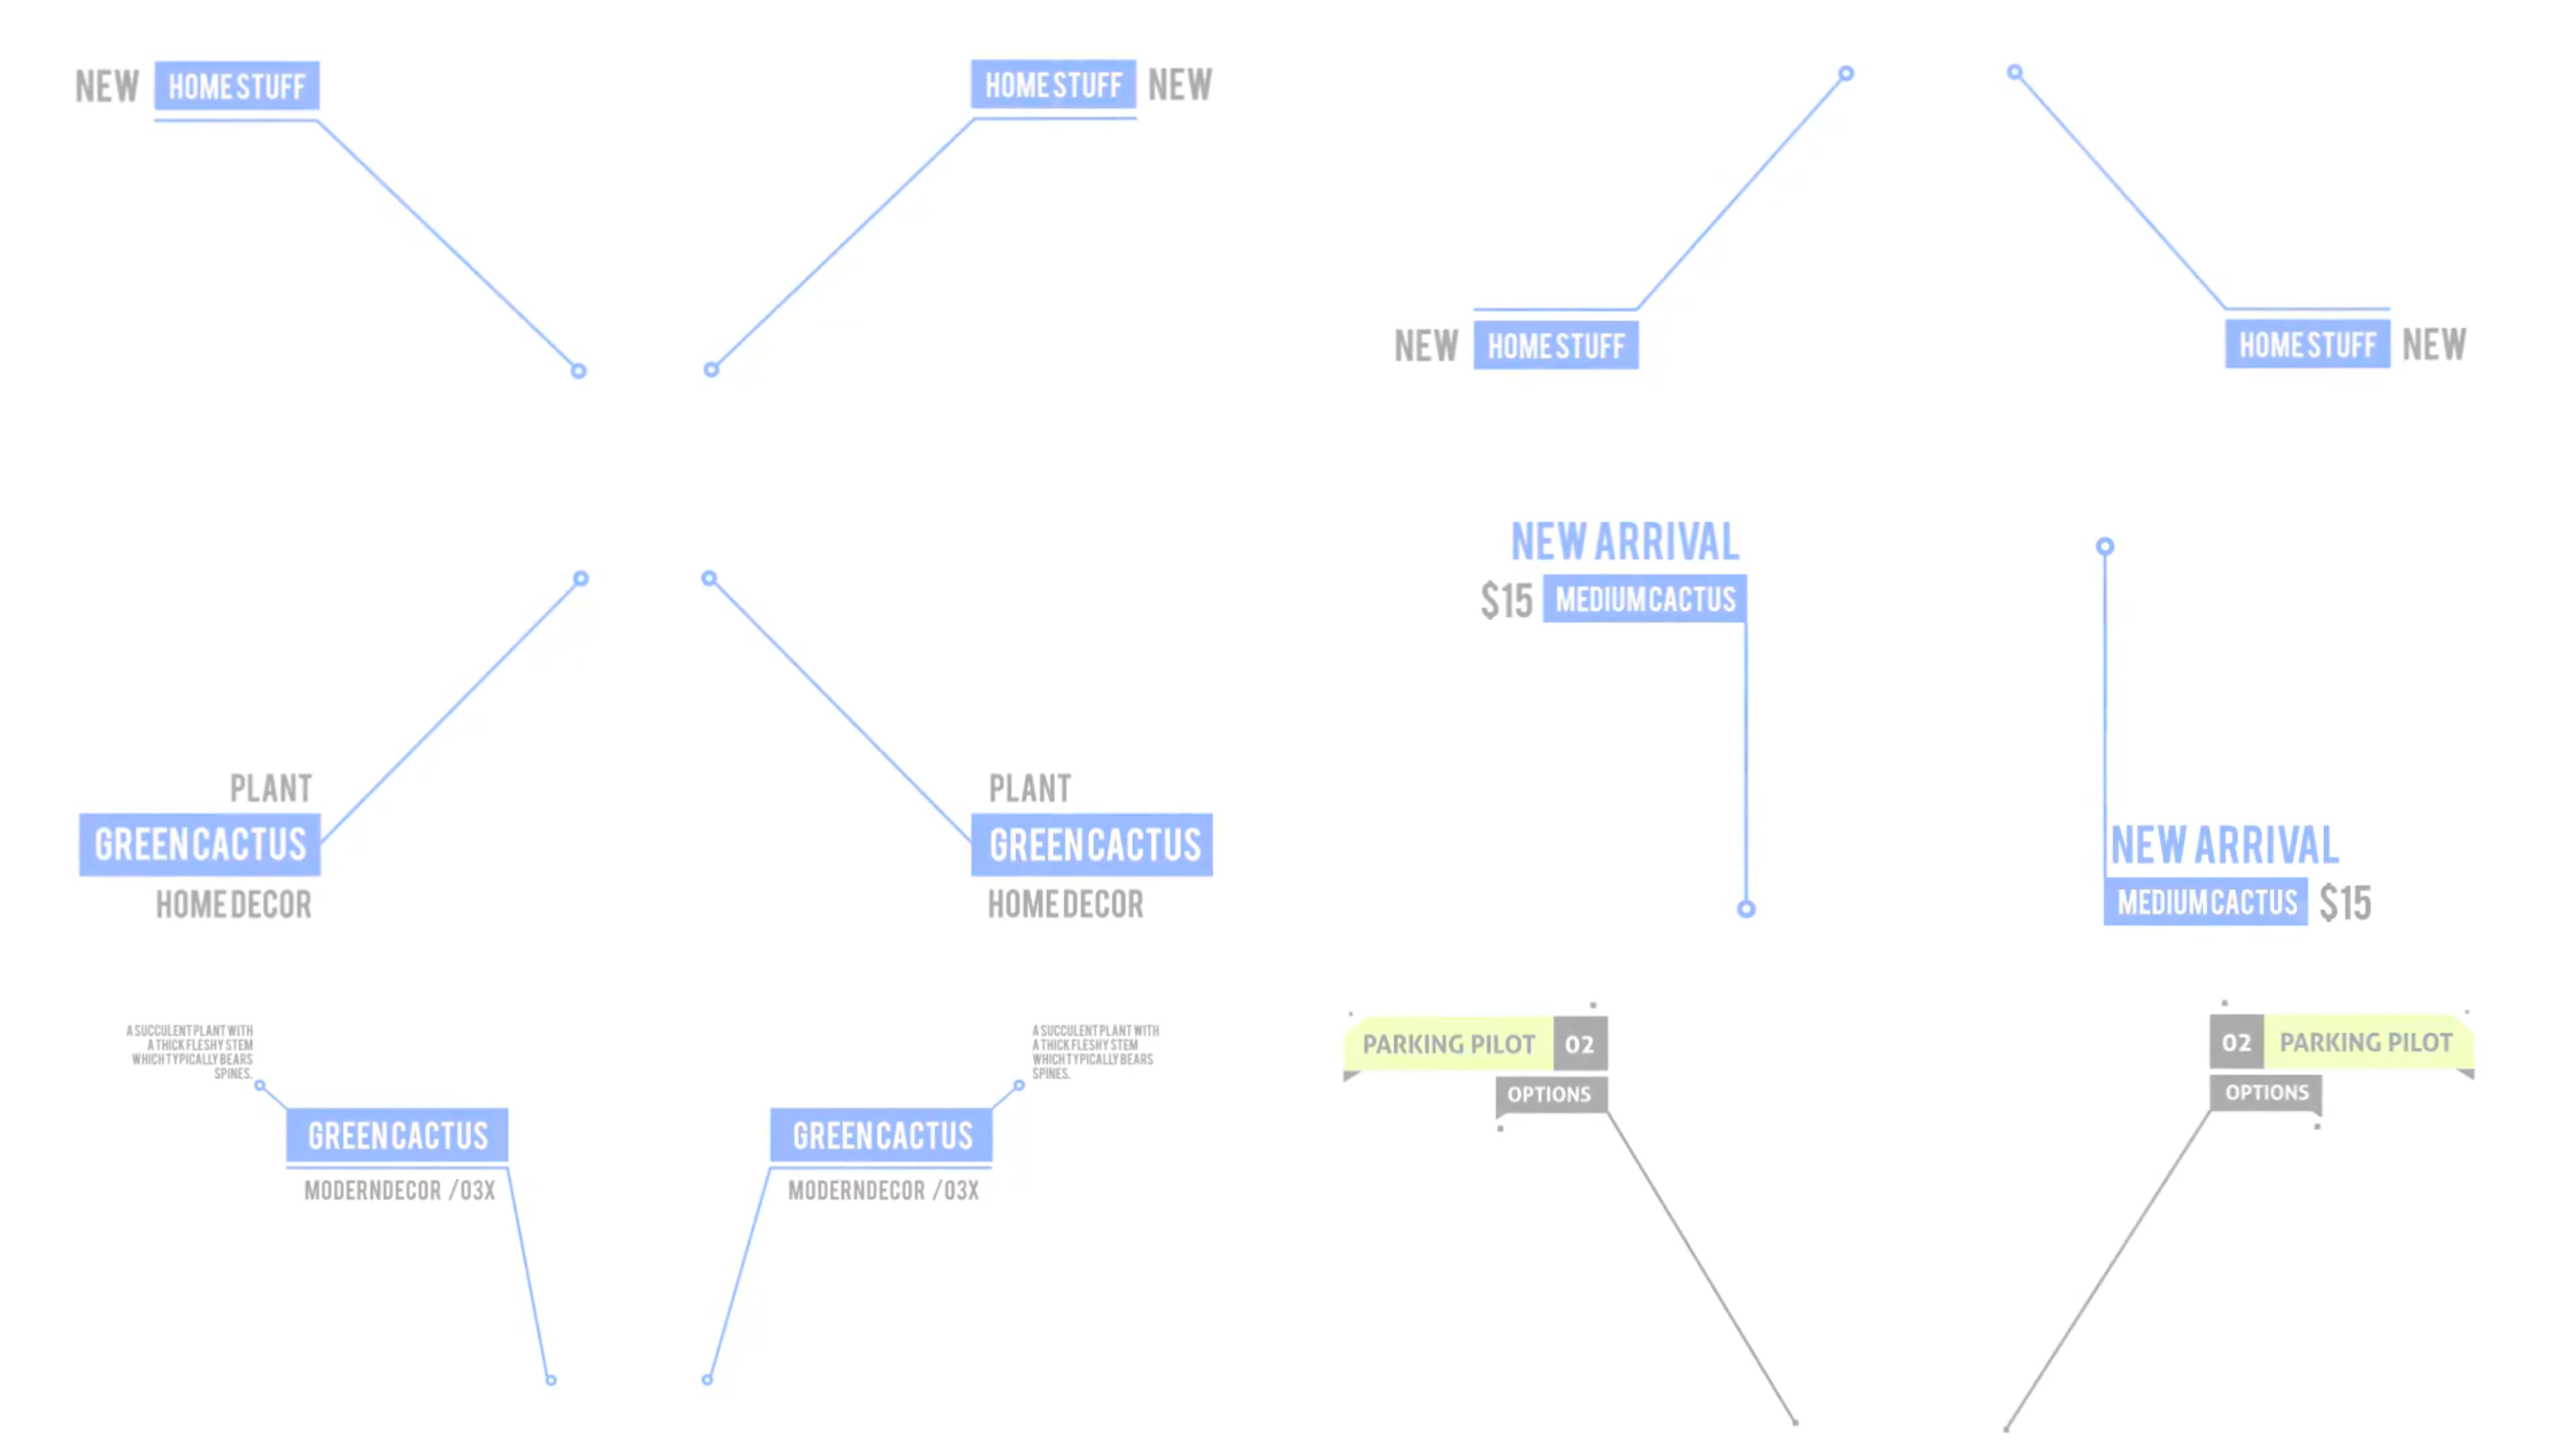 NEW HOME STUFF
HOME STUFF NEW
NEW HOME STUFF
HOME STUFF NEW
PLANT
GREEN CACTUS
HOME DECOR
PLANT
GREEN CACTUS
HOME DECOR
NEW ARRIVAL
$15 MEDIUM CACTUS
NEW ARRIVAL
MEDIUM CACTUS $15
A SUCCULENT PLANT WITH
A THICK FLESHY STEM
WHICH TYPICALLY BEARS
SPINES.
GREEN CACTUS
MODERNDECOR /03X
A SUCCULENT PLANT WITH
A THICK FLESHY STEM
WHICH TYPICALLY BEARS
SPINES.
GREEN CACTUS
MODERNDECOR /03X
PARKING PILOT 02
OPTIONS
02 PARKING PILOT
OPTIONS